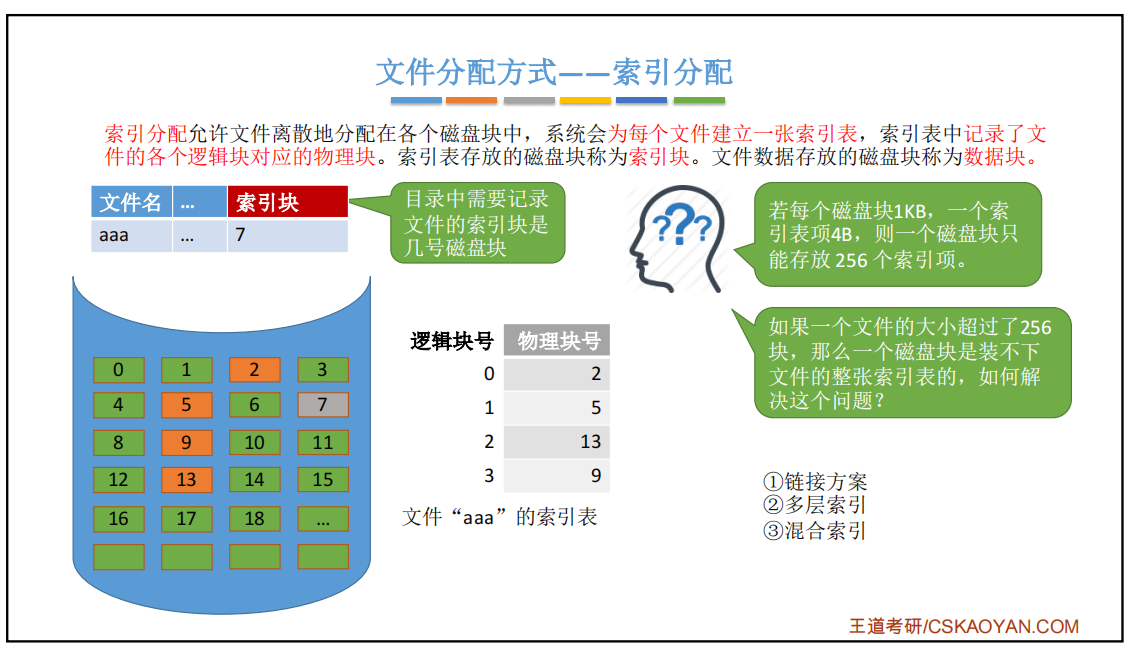 文件分配方式——索引分配
索引分配允许文件离散地分配在各个磁盘块中，系统会为每个文件建立一张索引表，索引表中记录了文
件的各个逻辑块对应的物理块。索引表存放的磁盘块称为索引块。文件数据存放的磁盘块称为数据块。
文件名 ... 索引块
aaa ... 7
目录中需要记录
文件的索引块是
几号磁盘块
???
若每个磁盘块1KB，一个索
引表项4B，则一个磁盘块只
能存放 256 个索引项。
如果一个文件的大小超过了256
块，那么一个磁盘块是装不下
文件的整张索引表的，如何解
决这个问题？
0 1 2 3
4 5 6 7
8 9 10 11
12 13 14 15
16 17 18 ...
逻辑块号 物理块号
0 2
1 5
2 13
3 9
文件“aaa”的索引表
①链接方案
②多层索引
③混合索引
王道考研/CSKAOYAN.COM